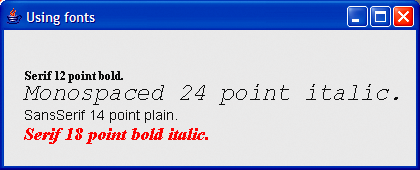 Using fonts
Serif 12 point bold.
Monospaced 24 point italic.
SansSerif 14 point plain.
Serif 18 point bold italic.